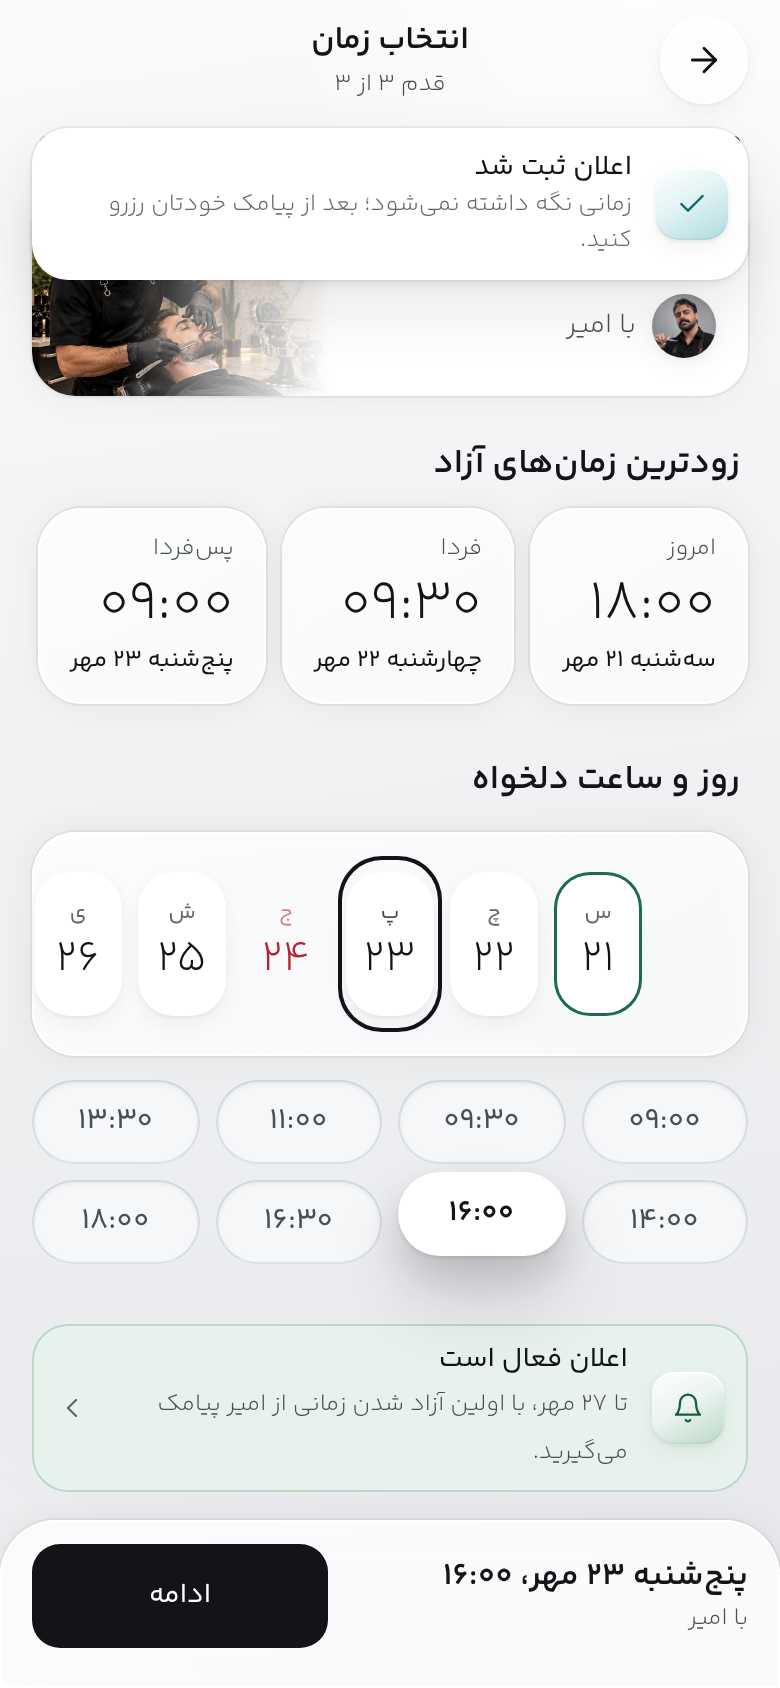 انتخاب زمان
قدم ۳ از ۳
اعلان ثبت شد
زمانی نگه داشته نمی‌شود؛ بعد از پیامک خودتان رزرو
کنید.
با امیر
زودترین زمان‌های آزاد
امروز
۱۸:۰۰
سه‌شنبه ۲۱ مهر
فردا
۰۹:۳۰
چهارشنبه ۲۲ مهر
پس‌فردا
۰۹:۰۰
پنج‌شنبه ۲۳ مهر
روز و ساعت دلخواه
س چ پ ج ش ی
۲۱ ۲۲ ۲۳ ۲۴ ۲۵ ۲۶
۰۹:۰۰ ۰۹:۳۰ ۱۱:۰۰ ۱۳:۳۰
۱۴:۰۰ ۱۶:۰۰ ۱۶:۳۰ ۱۸:۰۰
اعلان فعال است
تا ۲۷ مهر، با اولین آزاد شدن زمانی از امیر پیامک
می‌گیرید.
پنج‌شنبه ۲۳ مهر، ۱۶:۰۰
با امیر
ادامه